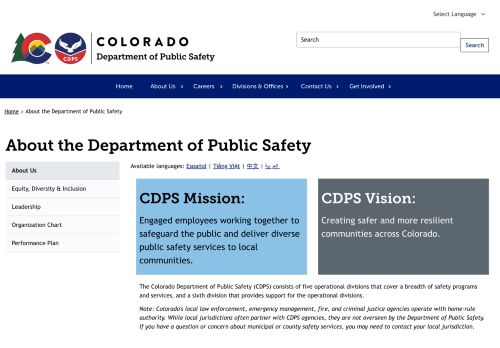 Select Language
COLORADO
Department of Public Safety
CDPS
Search
Search
Home
About Us
Careers
Divisions & Offices
Contact Us
Get Involved
Home › About the Department of Public Safety
About the Department of Public Safety
About Us
Equity, Diversity & Inclusion
Leadership
Organization Chart
Performance Plan
Available languages: Español | Tiếng Việt | 中文 | العربية
CDPS Mission:
Engaged employees working together to
safeguard the public and deliver diverse
public safety services to local
communities.
CDPS Vision:
Creating safer and more resilient
communities across Colorado.
The Colorado Department of Public Safety (CDPS) consists of five operational divisions that cover a breadth of safety programs
and services, and a sixth division that provides support for the operational divisions.
Note: Colorado's local law enforcement, emergency management, fire, and criminal justice agencies operate with home-rule
authority. While local jurisdictions often partner with CDPS agencies, they are not overseen by the Department of Public Safety.
If you have a question or concern about municipal or county safety services, you may need to contact your local jurisdiction.